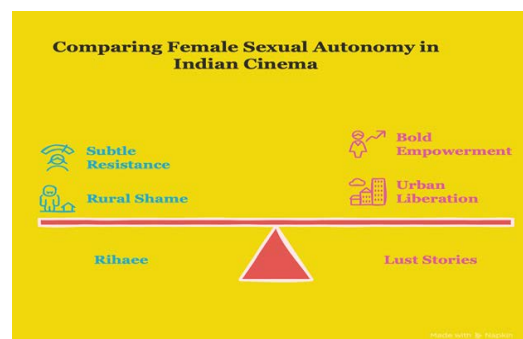 Comparing Female Sexual Autonomy in
Indian Cinema
Subtle
Resistance
Rural Shame
Bold
Empowerment
Urban
Liberation
Rihaee
Lust Stories
Made with Napkin